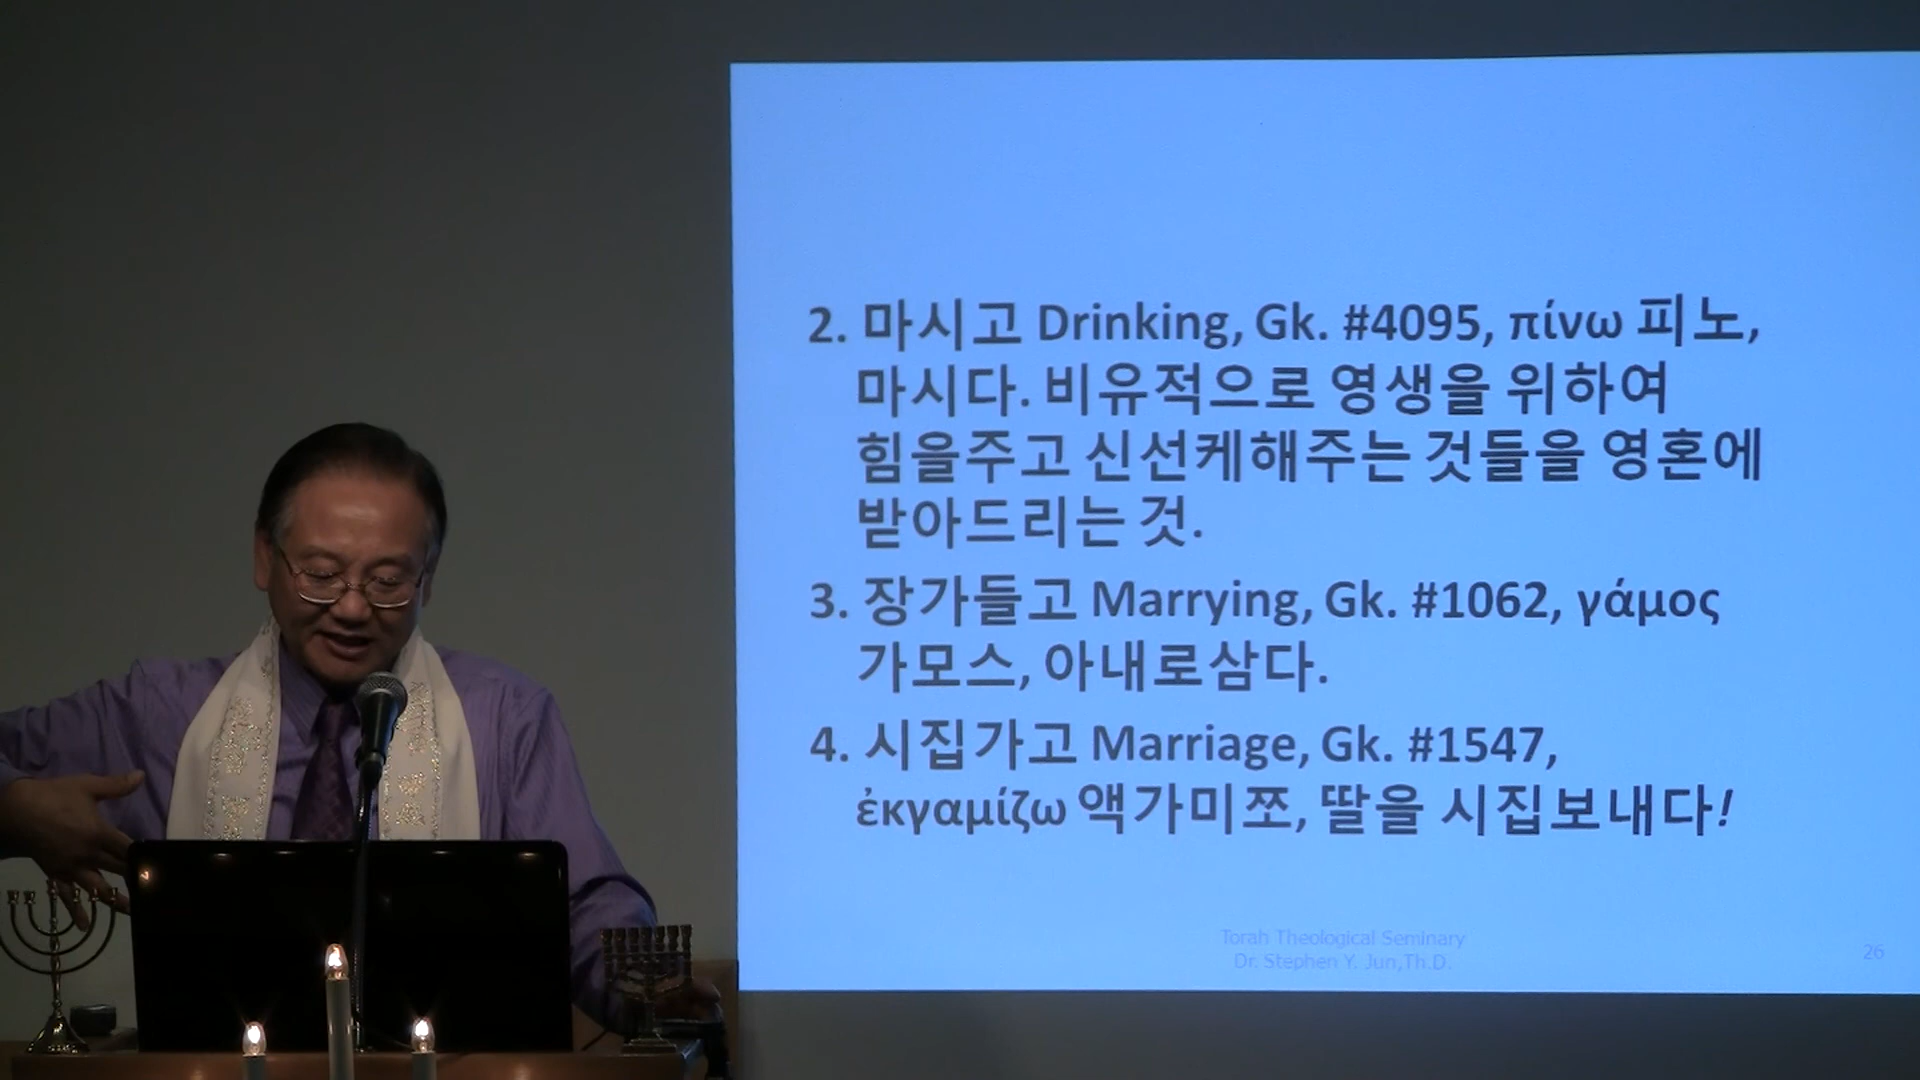 2. 마시고 Drinking, Gk. #4095, πίνω 피노,
마시다. 비유적으로 영생을 위하여
힘을주고 신선케해주는 것들을 영혼에
받아드리는 것.
3. 장가들고 Marrying, Gk. #1062, γάμος
가모스, 아내로삼다.
4. 시집가고 Marriage, Gk. #1547,
ἐκγαμίζω 액가미쪼, 딸을 시집보내다!
Torah Theological Seminary
Dr. Stephen Y. Jun,Th.D.
26